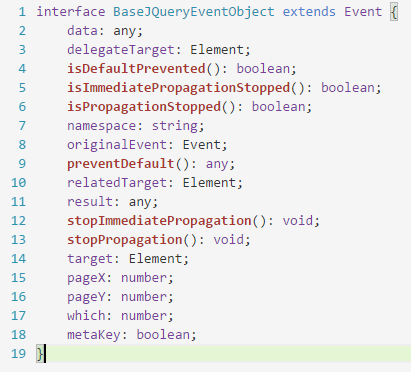 1 interface BaseJQueryEventObject extends Event {
2     data: any;
3     delegateTarget: Element;
4     isDefaultPrevented(): boolean;
5     isImmediatePropagationStopped(): boolean;
6     isPropagationStopped(): boolean;
7     namespace: string;
8     originalEvent: Event;
9     preventDefault(): any;
10     relatedTarget: Element;
11     result: any;
12     stopImmediatePropagation(): void;
13     stopPropagation(): void;
14     target: Element;
15     pageX: number;
16     pageY: number;
17     which: number;
18     metaKey: boolean;
19 }